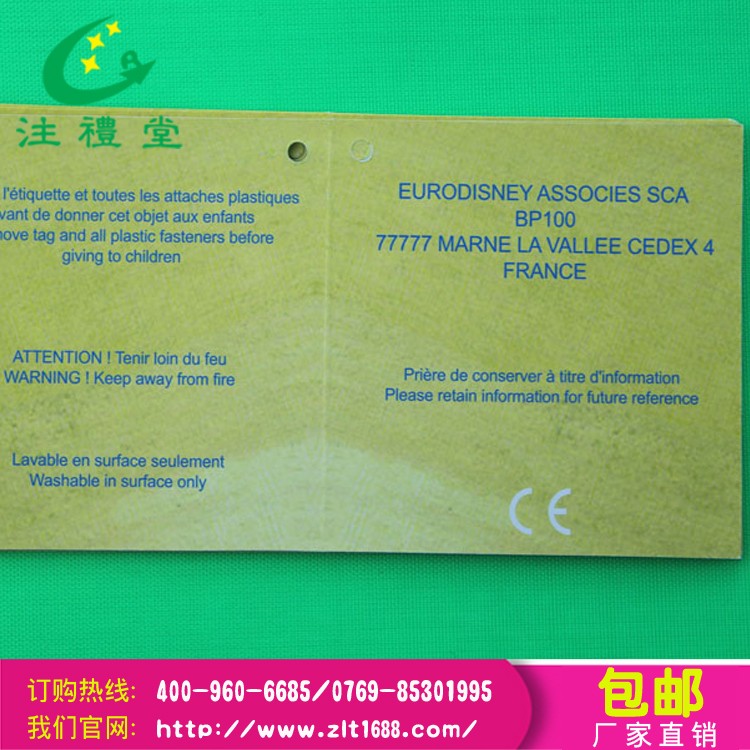 R
注禮堂
l'étiquette et toutes les attaches plastiques
vant de donner cet objet aux enfants
nove tag and all plastic fasteners before
giving to children
ATTENTION ! Tenir loin du feu
WARNING ! Keep away from fire
Lavable en surface seulement
Washable in surface only
EURODISNEY ASSOCIES SCA
BP100
77777 MARNE LA VALLEE CEDEX 4
FRANCE
Prière de conserver à titre d'information
Please retain information for future reference
CE
订购热线: 400-960-6685/0769-85301995
我们官网: http://www.zlt1688.com/
包邮
厂家直销